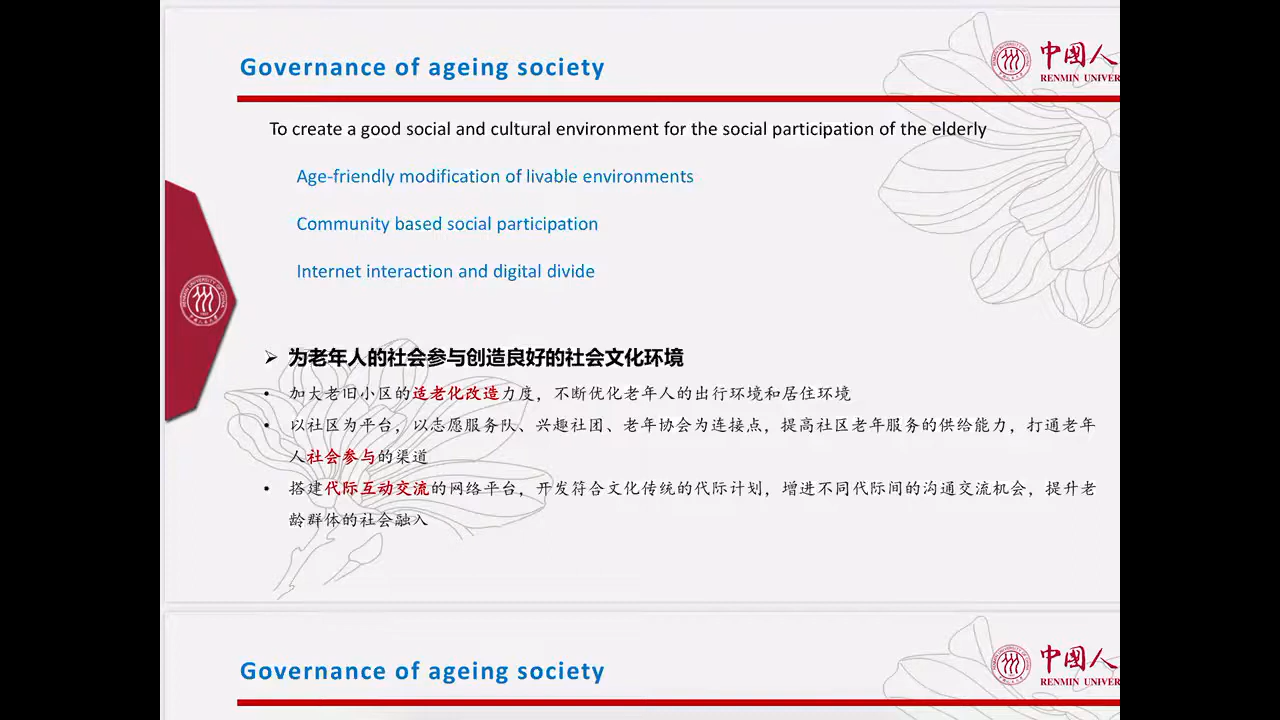 Governance of ageing society
中國人
RENMIN UNIVER
To create a good social and cultural environment for the social participation of the elderly
Age-friendly modification of livable environments
Community based social participation
Internet interaction and digital divide
➢ 为老年人的社会参与创造良好的社会文化环境
• 加大老旧小区的适老化改造力度，不断优化老年人的出行环境和居住环境
• 以社区为平台，以志愿服务队、兴趣社团、老年协会为连接点，提高社区老年服务的供给能力，打通老年
人社会参与的渠道
• 搭建代际互动交流的网络平台，开发符合文化传统的代际计划，增进不同代际间的沟通交流机会，提升老
龄群体的社会融入
Governance of ageing society
中國人
RENMIN UNIVER